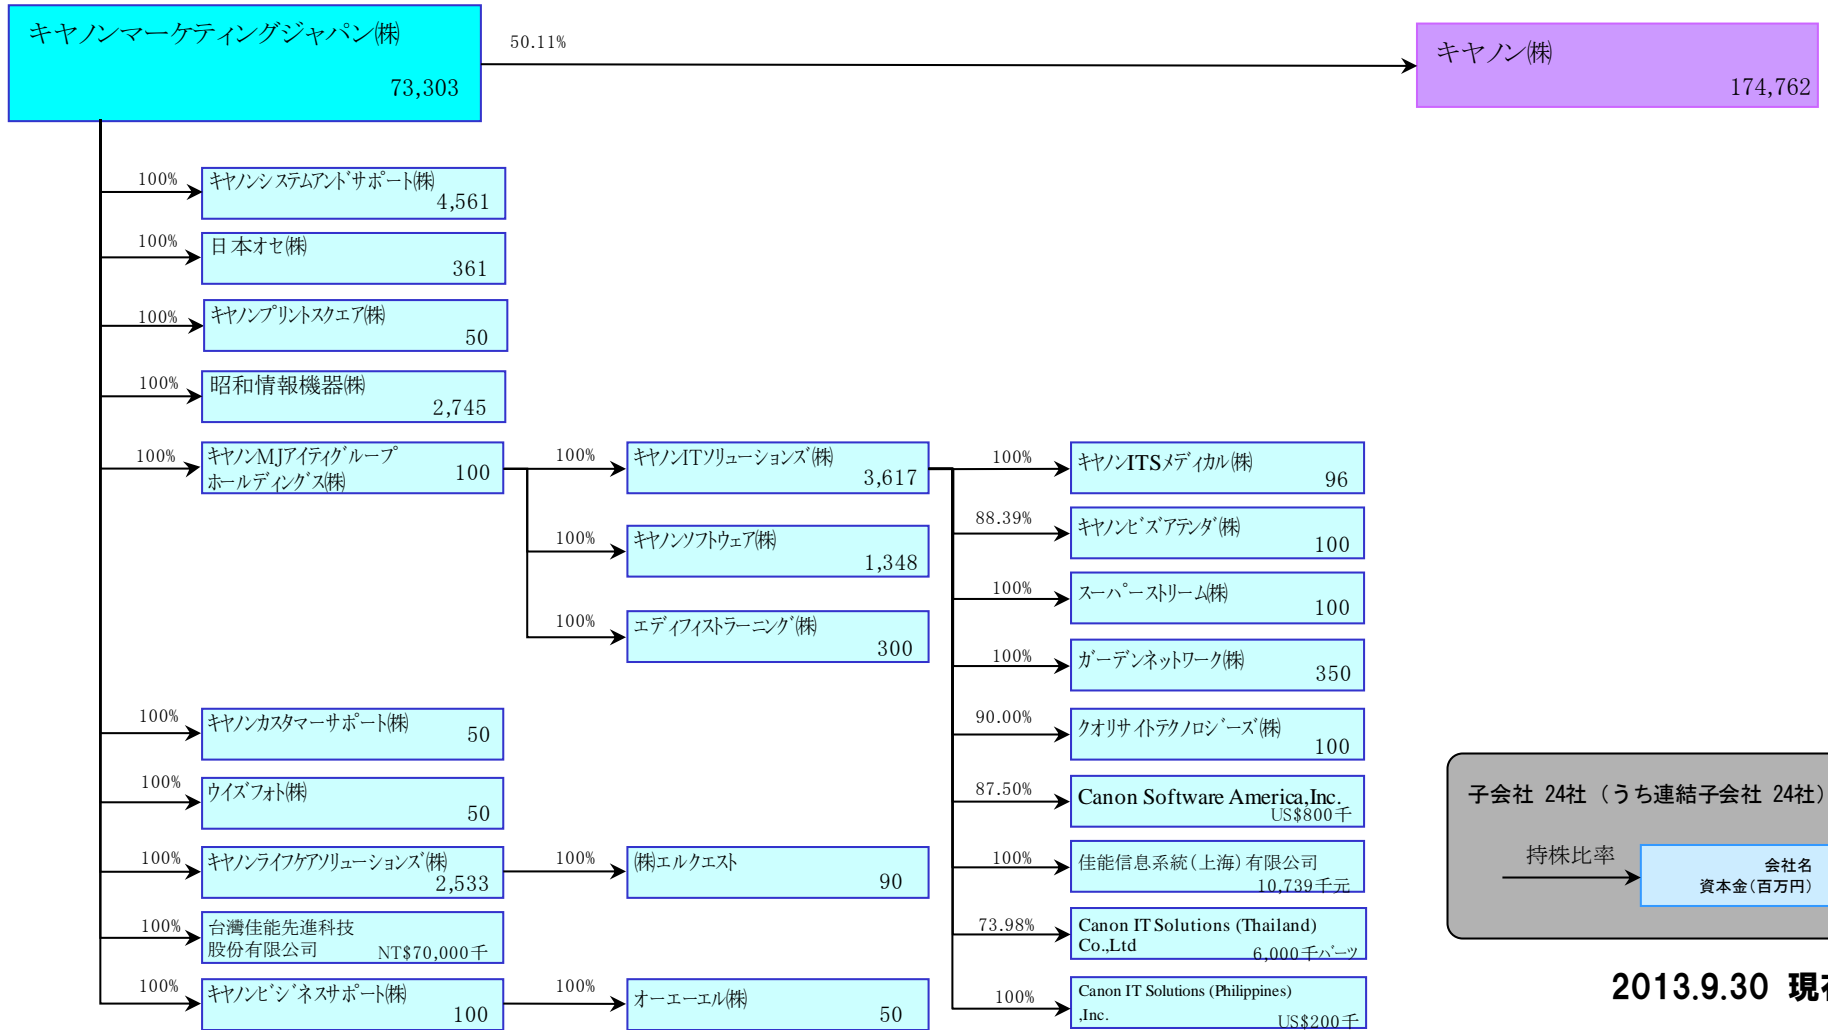 キヤノンマーケティングジャパン㈱
73,303
50.11%
キヤノン㈱
174,762
100%
キヤノンシステムアンドサポート㈱
4,561
100%
日本オセ㈱
361
100%
キヤノンプリントスクエア㈱
50
100%
昭和情報機器㈱
2,745
100%
キヤノンMJアイティグループ
ホールディングス㈱
100
100%
キヤノンITソリューションズ㈱
3,617
100%
キヤノンソフトウェア㈱
1,348
100%
エディフィストラーニング㈱
300
100%
キヤノンITSメディカル㈱
96
88.39%
キヤノンビズアテンダ㈱
100
100%
スーパーストリーム㈱
100
100%
ガーデンネットワーク㈱
350
90.00%
クオリサイトテクノロジーズ㈱
100
87.50%
Canon Software America,Inc.
US$800千
100%
佳能信息系統(上海)有限公司
10,739千元
73.98%
Canon IT Solutions (Thailand)
Co.,Ltd
6,000千バーツ
100%
Canon IT Solutions (Philippines)
,Inc.
US$200千
100%
キヤノンカスタマーサポート㈱
50
100%
ウイズフォト㈱
50
100%
キヤノンライフケアソリューションズ㈱
2,533
100%
㈱エルクエスト
90
100%
台灣佳能先進科技
股份有限公司
NT$70,000千
100%
キヤノンビジネスサポート㈱
100
100%
オーエーエル㈱
50
子会社 24社 (うち連結子会社 24社)
持株比率
会社名
資本金(百万円)
2013.9.30 現在